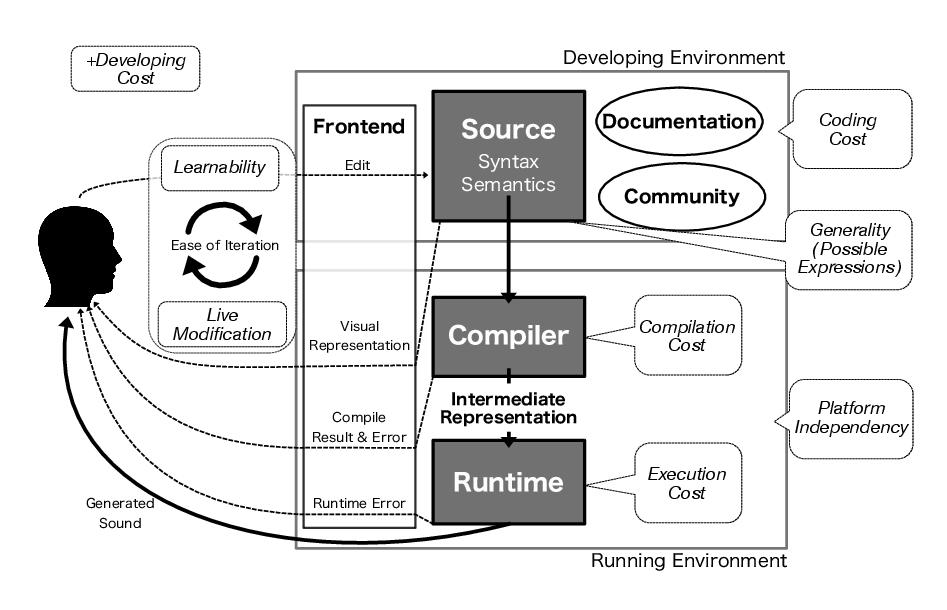 Developing Environment
+Developing
Cost
Frontend
Source
Syntax
Semantics
Documentation
Community
Coding
Cost
Learnability
Edit
Ease of Iteration
Generality
(Possible
Expressions)
Live
Modification
Visual
Representation
Compiler
Compilation
Cost
Intermediate
Representation
Compile
Result & Error
Platform
Independency
Runtime
Execution
Cost
Runtime Error
Generated
Sound
Running Environment